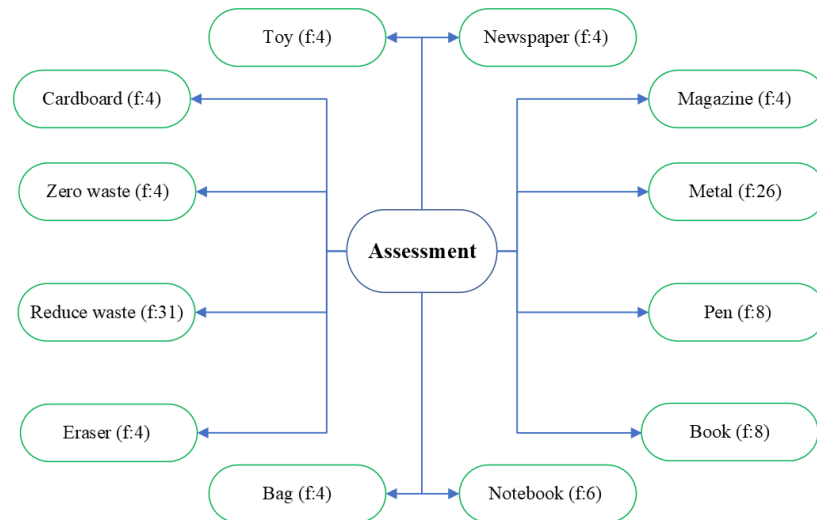 Toy (f:4)
Newspaper (f:4)
Cardboard (f:4)
Magazine (f:4)
Zero waste (f:4)
Metal (f:26)
Assessment
Reduce waste (f:31)
Pen (f:8)
Eraser (f:4)
Book (f:8)
Bag (f:4)
Notebook (f:6)